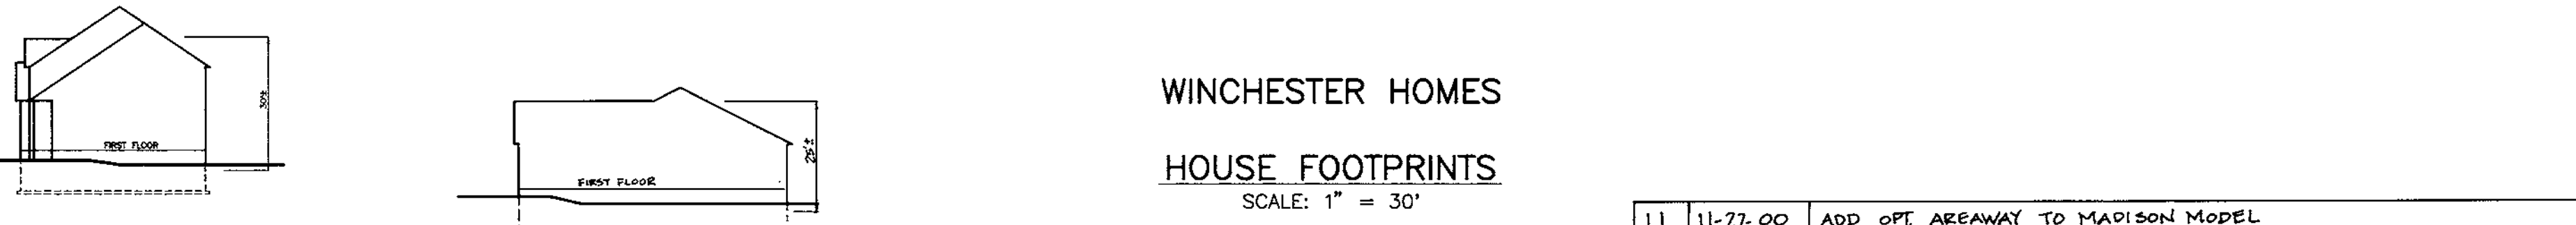 30'±
FIRST FLOOR
25'±
FIRST FLOOR
WINCHESTER HOMES
HOUSE FOOTPRINTS
SCALE: 1" = 30'
11 11-22-00 ADD OPT. AREAWAY TO MADISON MODEL